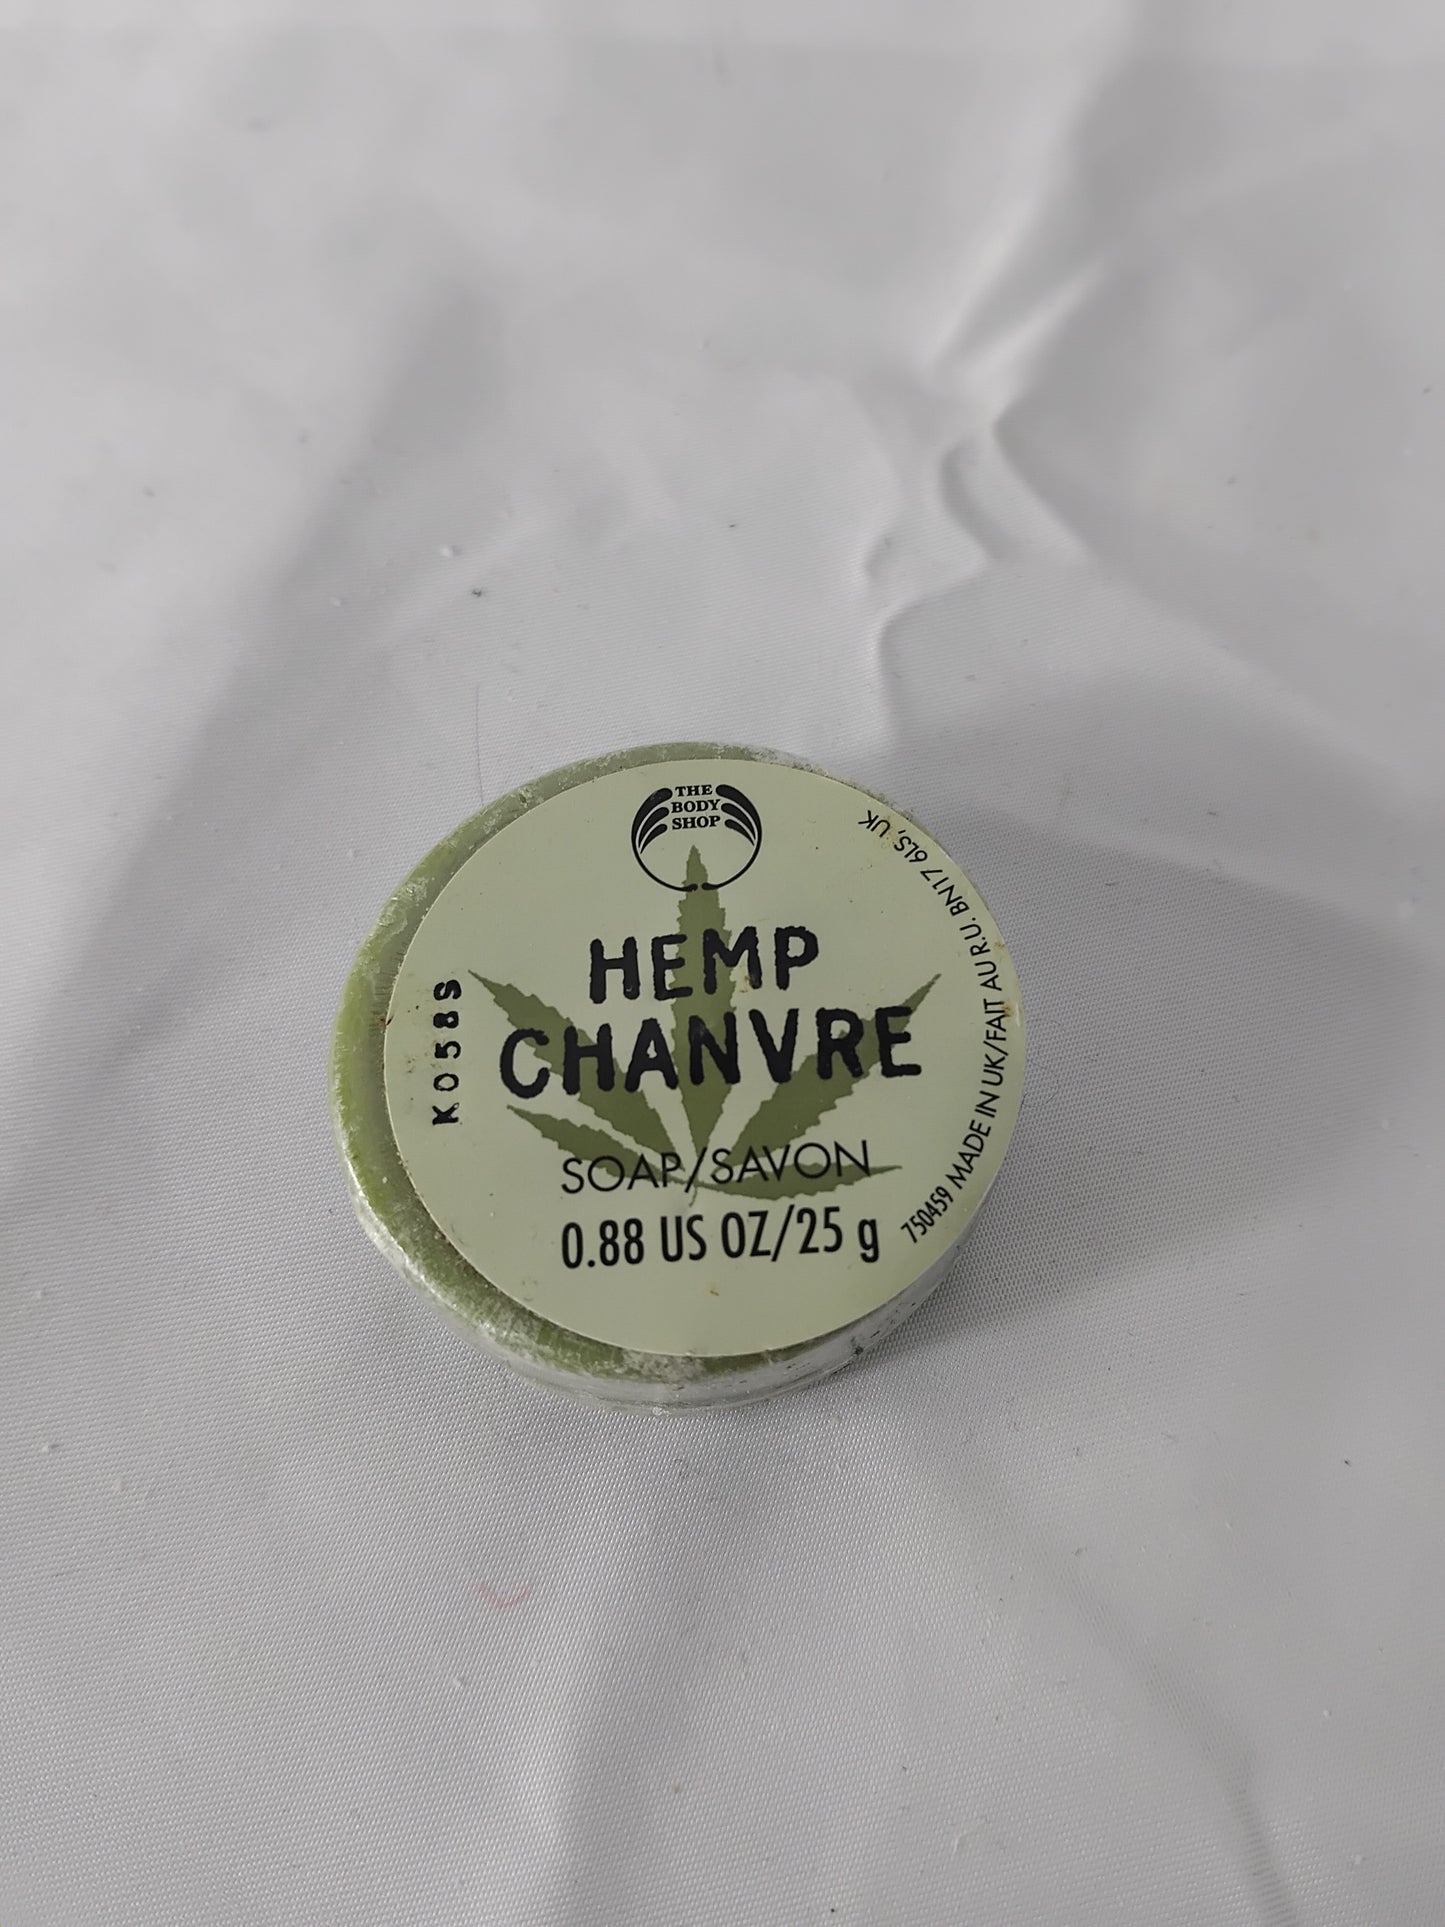 THE
BODY
SHOP
HEMP
CHANVRE
SOAP/SAVON
0.88 US OZ/25 g
K058S
750459 MADE IN UK/FAIT AU R.U. BN17 6LS, UK